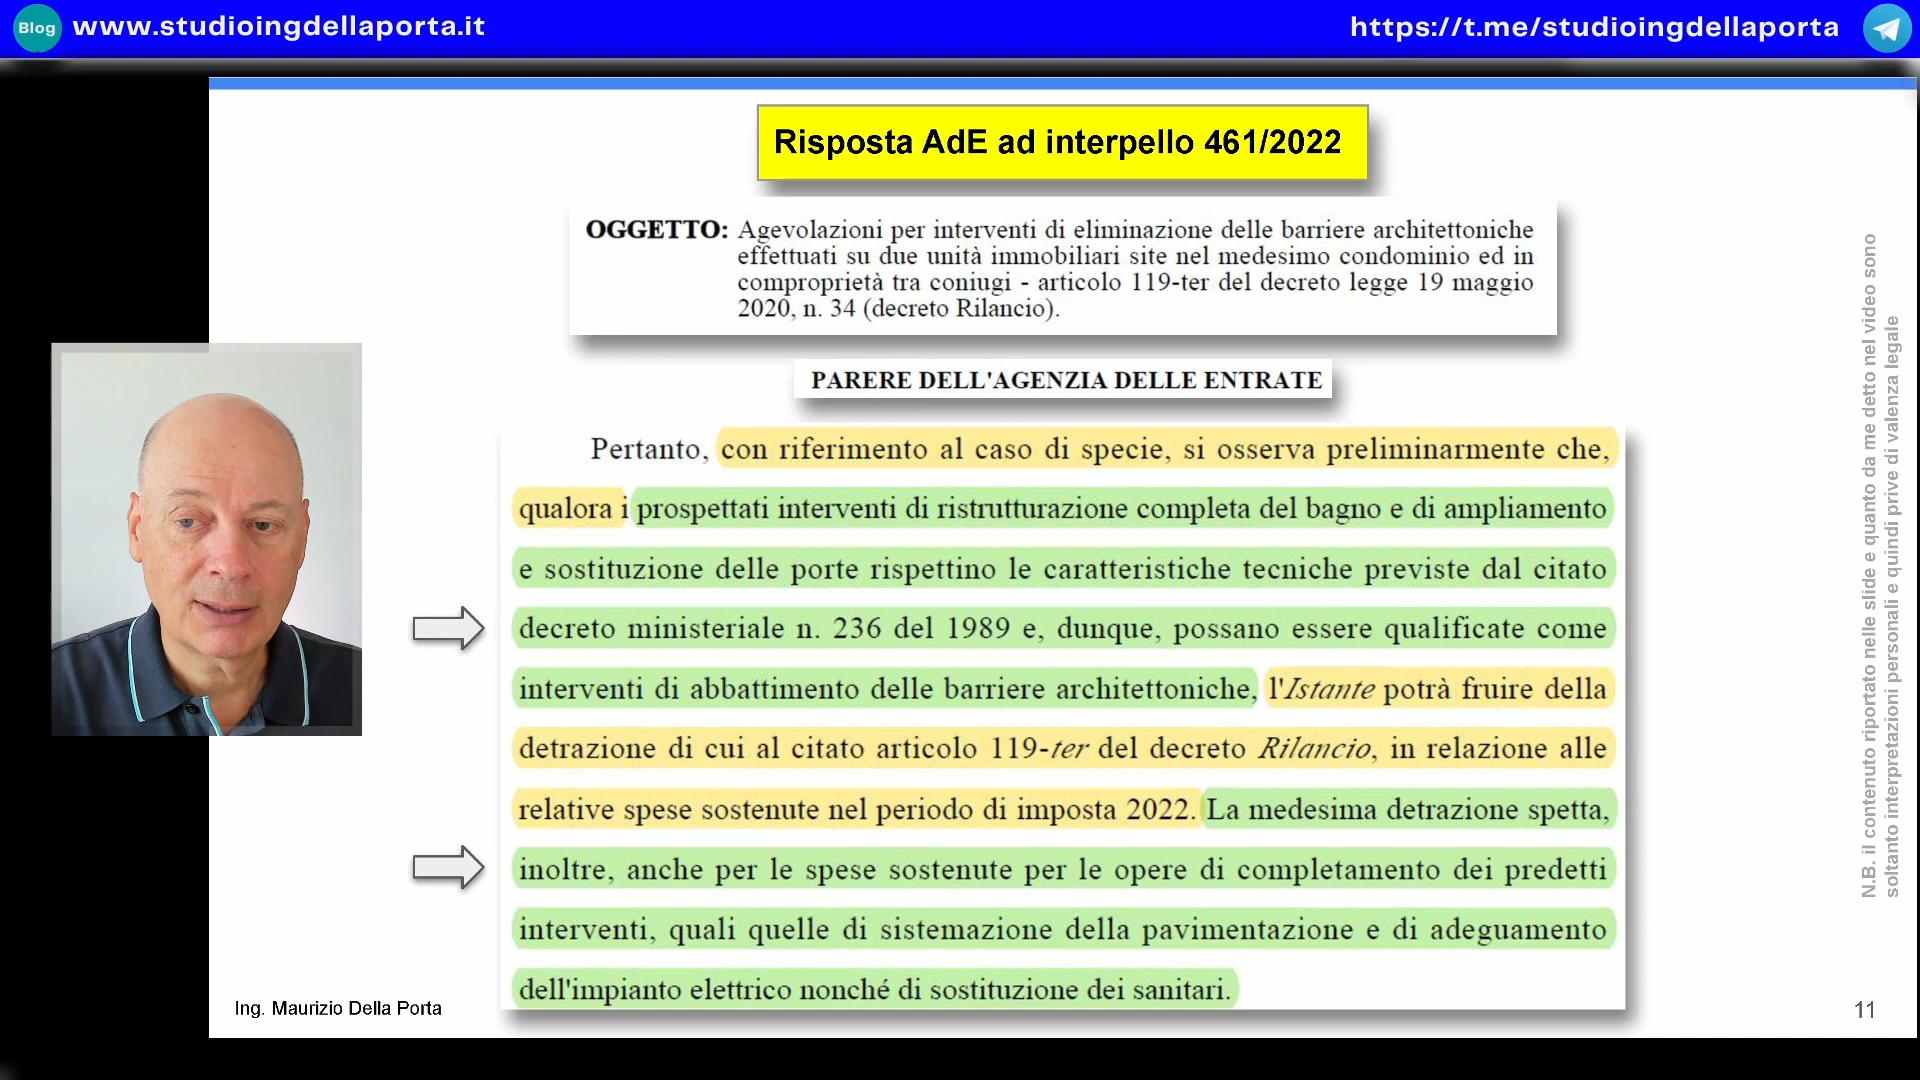 Blog www.studioingdellaporta.it https://t.me/studioingdellaporta
Risposta AdE ad interpello 461/2022
OGGETTO: Agevolazioni per interventi di eliminazione delle barriere architettoniche
effettuati su due unità immobiliari site nel medesimo condominio ed in
comproprietà tra coniugi - articolo 119-ter del decreto legge 19 maggio
2020, n. 34 (decreto Rilancio).
PARERE DELL'AGENZIA DELLE ENTRATE
Pertanto, con riferimento al caso di specie, si osserva preliminarmente che,
qualora i prospettati interventi di ristrutturazione completa del bagno e di ampliamento
e sostituzione delle porte rispettino le caratteristiche tecniche previste dal citato
decreto ministeriale n. 236 del 1989 e, dunque, possano essere qualificate come
interventi di abbattimento delle barriere architettoniche, l'Istante potrà fruire della
detrazione di cui al citato articolo 119-ter del decreto Rilancio, in relazione alle
relative spese sostenute nel periodo di imposta 2022. La medesima detrazione spetta,
inoltre, anche per le spese sostenute per le opere di completamento dei predetti
interventi, quali quelle di sistemazione della pavimentazione e di adeguamento
dell'impianto elettrico nonché di sostituzione dei sanitari.
Ing. Maurizio Della Porta
11
N.B. il contenuto riportato nelle slide e quanto da me detto nel video sono
soltanto interpretazioni personali e quindi prive di valenza legale